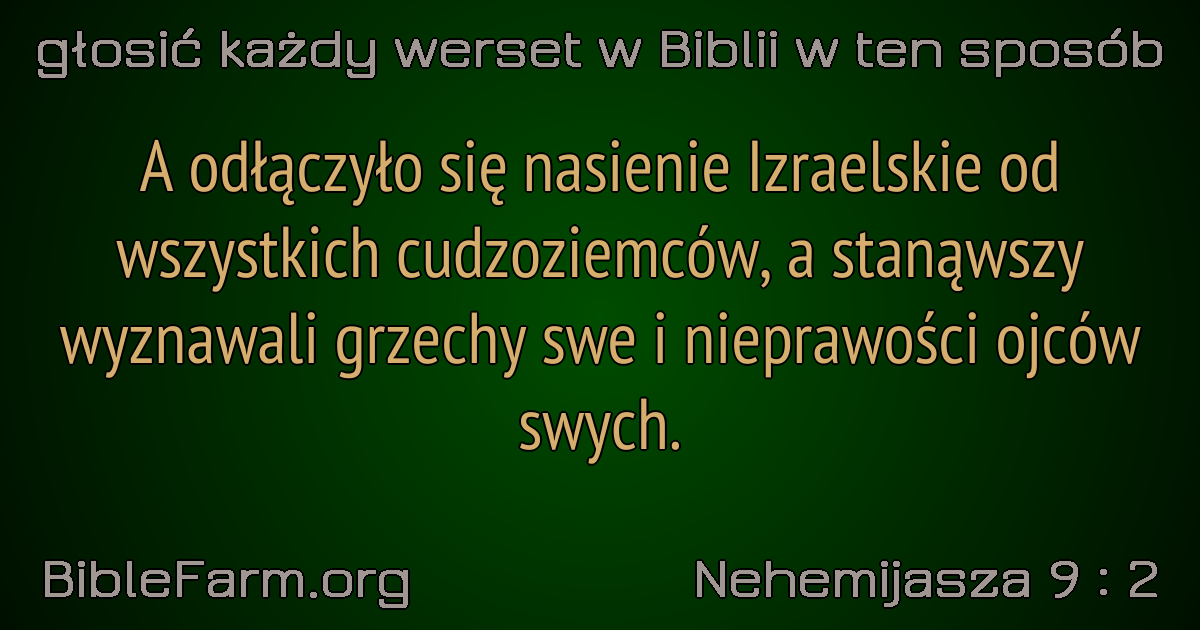 głosić każdy werset w Biblii w ten sposób
A odłączyło się nasienie Izraelskie od
wszystkich cudzoziemców, a stanąwszy
wyznawali grzechy swe i nieprawości ojców
swych.
BibleFarm.org
Nehemijasza 9 : 2